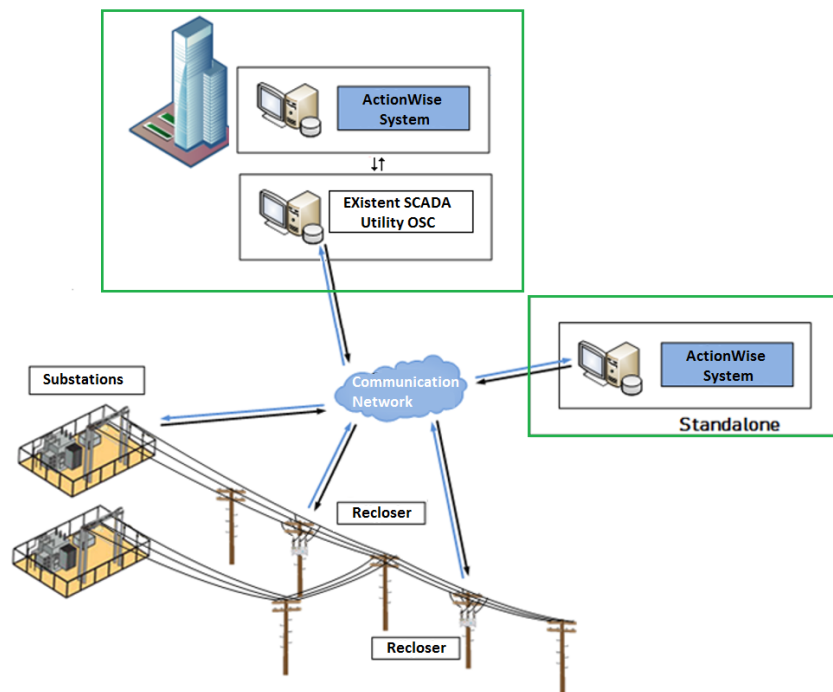 ActionWise
System
EXistent SCADA
Utility OSC
ActionWise
System
Standalone
Substations
Communication
Network
Recloser
Recloser